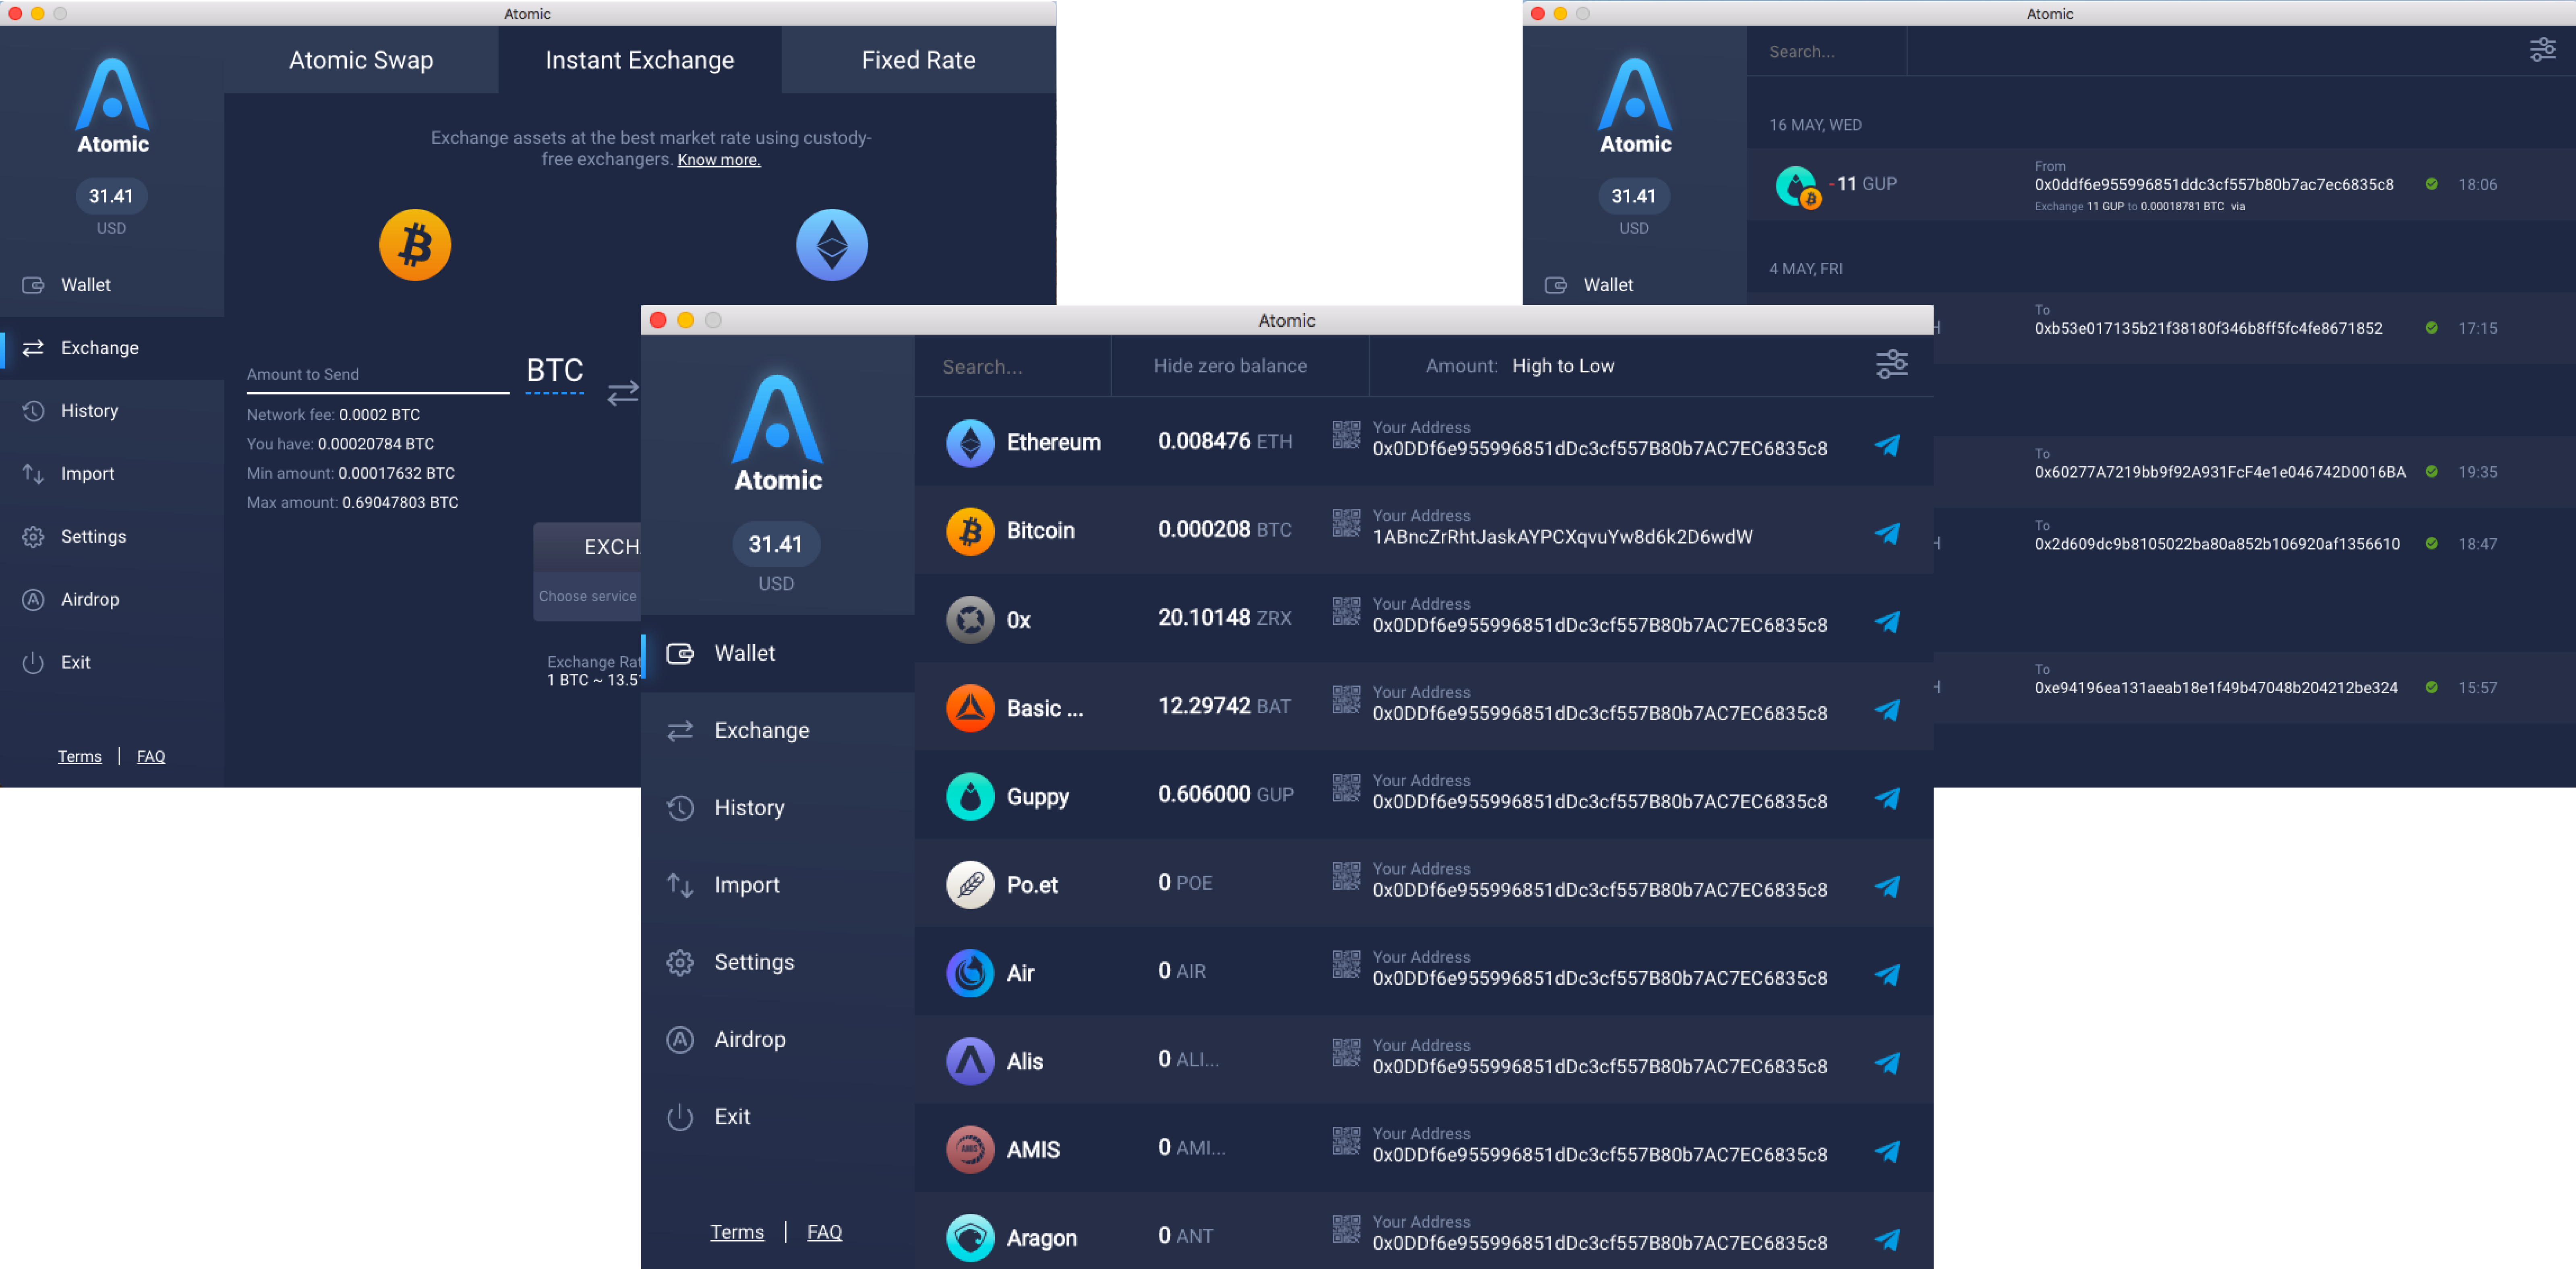 Atomic
Atomic
31.41
USD
Wallet
Exchange
History
Import
Settings
Airdrop
Exit
Terms
FAQ
Atomic Swap
Instant Exchange
Fixed Rate
Exchange assets at the best market rate using custody-
free exchangers. Know more.
Amount to Send
BTC
Network fee: 0.0002 BTC
You have: 0.00020784 BTC
Min amount: 0.00017632 BTC
Max amount: 0.69047803 BTC
EXCH
Choose service
Exchange Rat
1 BTC ~ 13.5
Atomic
Atomic
31.41
USD
Wallet
Search...
16 MAY, WED
-11 GUP
From
0x0ddf6e955996851ddc3cf557b80b7ac7ec6835c8
18:06
Exchange 11 GUP to 0.00018781 BTC via
4 MAY, FRI
To
0xb53e017135b21f38180f346b8ff5fc4fe8671852
17:15
To
0x60277A7219bb9f92A931FcF4e1e046742D0016BA
19:35
To
0x2d609dc9b8105022ba80a852b106920af1356610
18:47
To
0xe94196ea131aeab18e1f49b47048b204212be324
15:57
Atomic
Atomic
31.41
USD
Wallet
Exchange
History
Import
Settings
Airdrop
Exit
Terms
FAQ
Search...
Hide zero balance
Amount: High to Low
Ethereum
0.008476 ETH
Your Address
0x0DDf6e955996851dDc3cf557B80b7AC7EC6835c8
Bitcoin
0.000208 BTC
Your Address
1ABncZrRhtJaskAYPCXqvuYw8d6k2D6wdW
0x
20.10148 ZRX
Your Address
0x0DDf6e955996851dDc3cf557B80b7AC7EC6835c8
Basic ...
12.29742 BAT
Your Address
0x0DDf6e955996851dDc3cf557B80b7AC7EC6835c8
Guppy
0.606000 GUP
Your Address
0x0DDf6e955996851dDc3cf557B80b7AC7EC6835c8
Po.et
0 POE
Your Address
0x0DDf6e955996851dDc3cf557B80b7AC7EC6835c8
Air
0 AIR
Your Address
0x0DDf6e955996851dDc3cf557B80b7AC7EC6835c8
Alis
0 ALI...
Your Address
0x0DDf6e955996851dDc3cf557B80b7AC7EC6835c8
AMIS
0 AMI...
Your Address
0x0DDf6e955996851dDc3cf557B80b7AC7EC6835c8
Aragon
0 ANT
Your Address
0x0DDf6e955996851dDc3cf557B80b7AC7EC6835c8